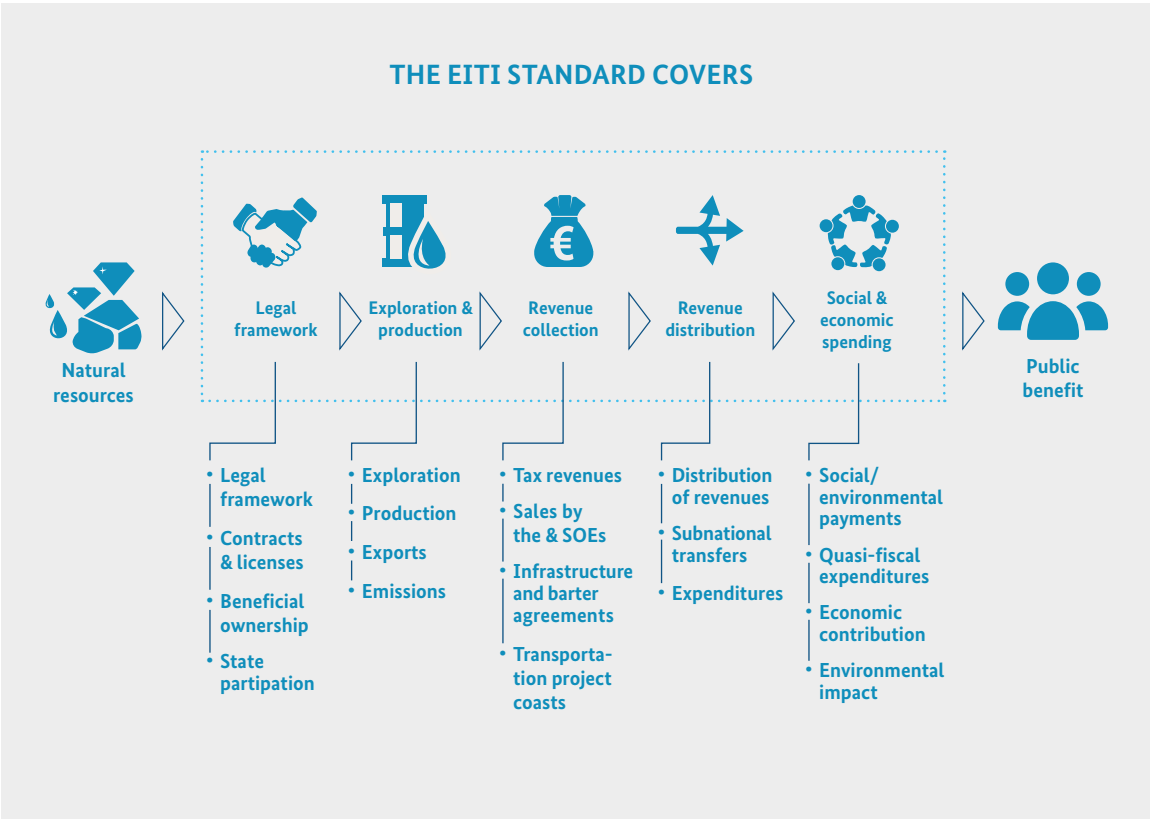 THE EITI STANDARD COVERS
Natural
resources
Legal
framework
Exploration &
production
€
Revenue
collection
Revenue
distribution
Social &
economic
spending
Public
benefit
• Legal
framework
• Contracts
& licenses
• Beneficial
ownership
• State
partipation
• Exploration
• Production
• Exports
• Emissions
• Tax revenues
• Sales by
the & SOEs
• Infrastructure
and barter
agreements
• Transporta-
tion project
coasts
• Distribution
of revenues
• Subnational
transfers
• Expenditures
• Social/
environmental
payments
• Quasi-fiscal
expenditures
• Economic
contribution
• Environmental
impact